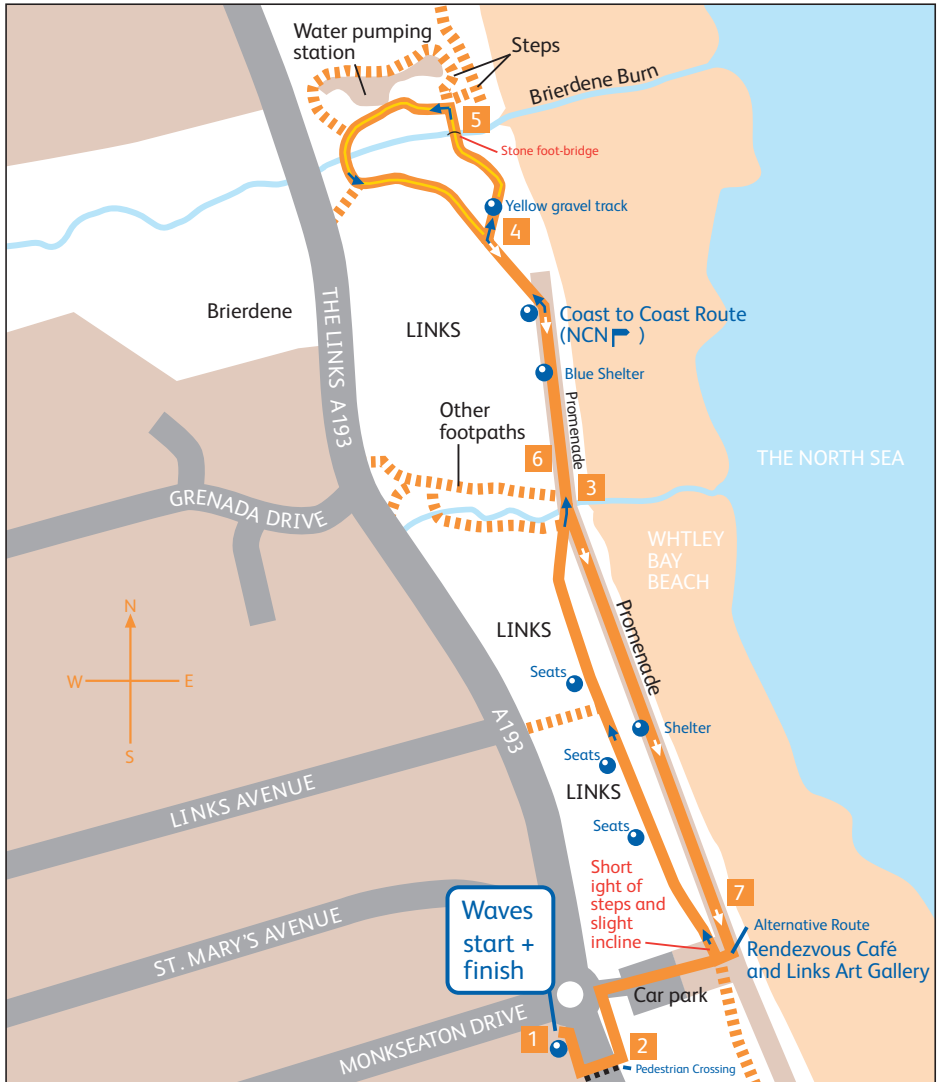 Water pumping
station
Steps
Brierdene Burn
5
Stone foot-bridge
Yellow gravel track
4
Brierdene
THE LINKS A193
LINKS
Coast to Coast Route
(NCN )
Blue Shelter
Promenade
Other
footpaths
6
3
THE NORTH SEA
GRENADA DRIVE
WHTLEY
BAY
BEACH
LINKS
Promenade
N
W
E
S
Seats
A193
Shelter
Seats
LINKS
LINKS AVENUE
Seats
Short
ight of
steps and
slight
incline
7
Waves
start +
finish
Alternative Route
Rendezvous Café
and Links Art Gallery
ST. MARY'S AVENUE
Car park
MONKSEATON DRIVE
1
2
Pedestrian Crossing